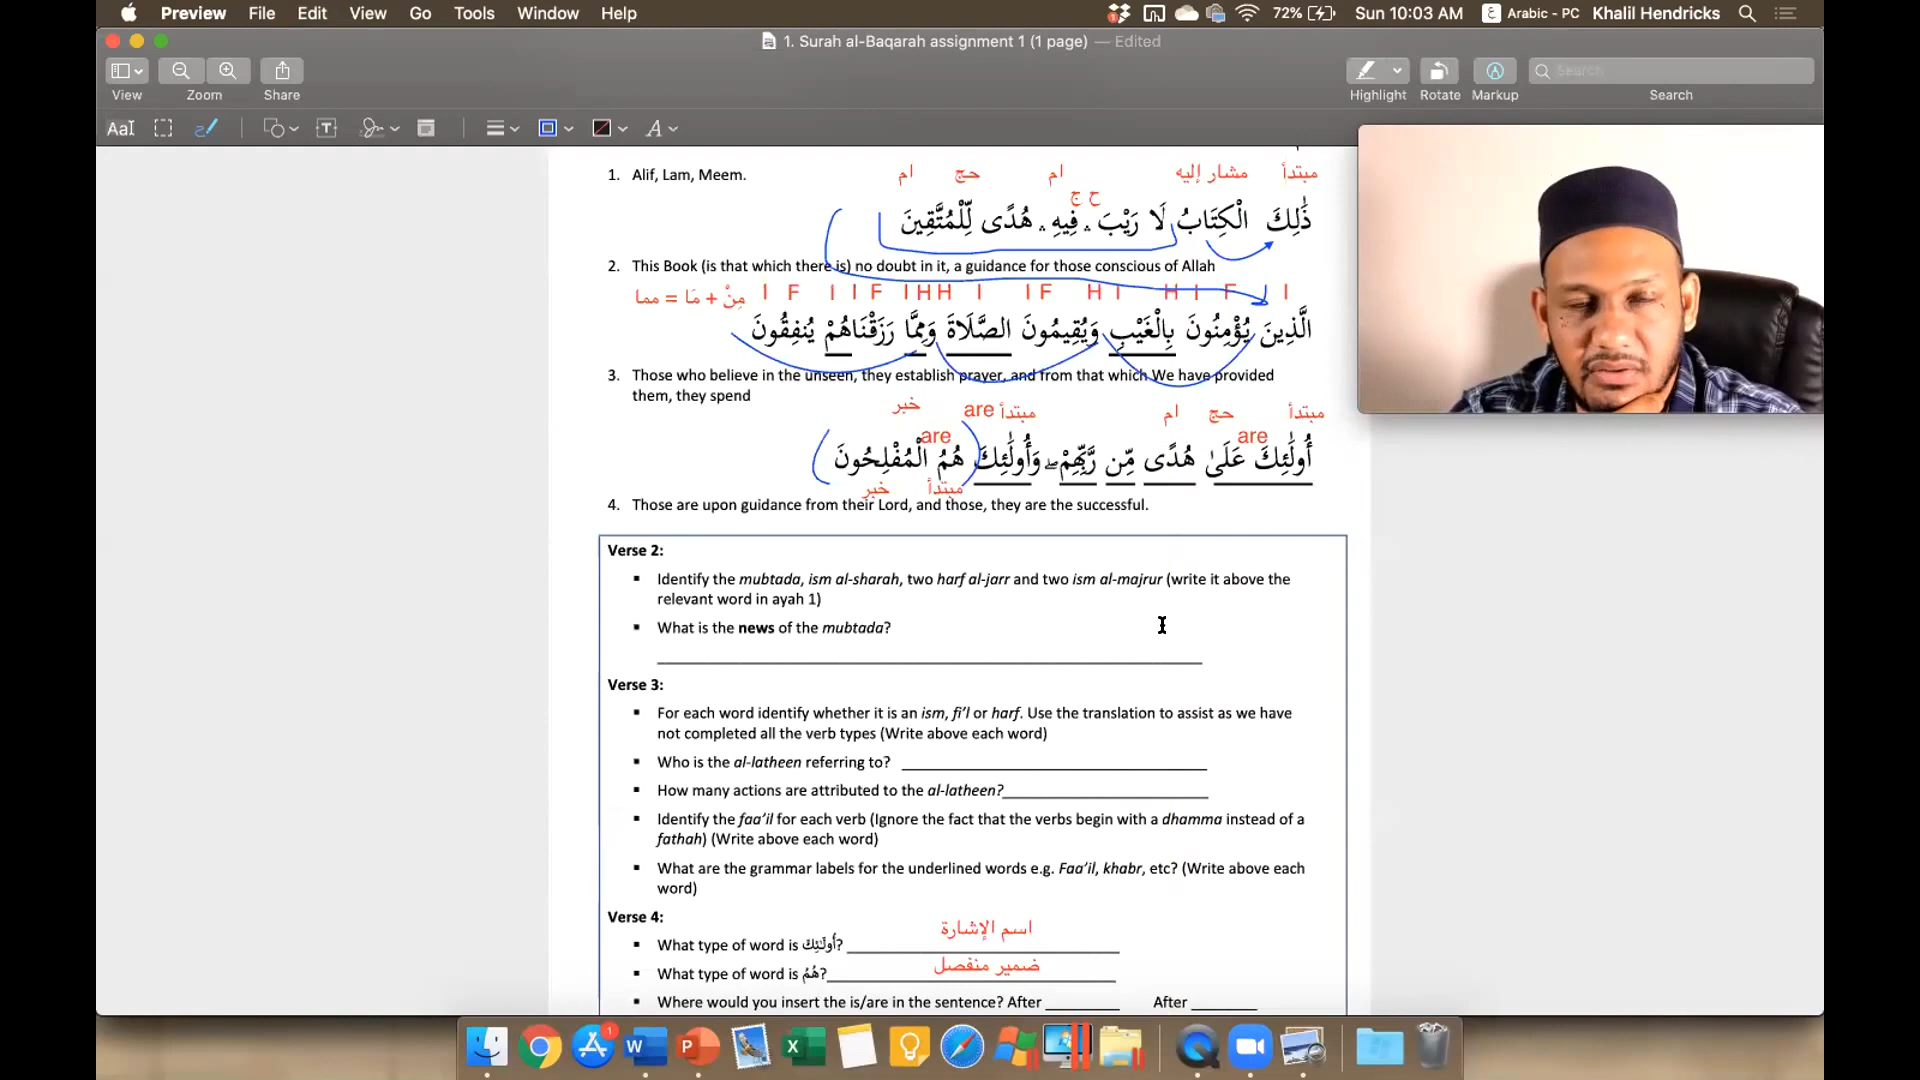 Preview File Edit View Go Tools Window Help 72% Sun 10:03 AM ع Arabic - PC Khalil Hendricks
1. Surah al-Baqarah assignment 1 (1 page) — Edited
Search
View Zoom Share Highlight Rotate Markup Search
AaI T A
1. Alif, Lam, Meem.
مبتدأ مشار إليه ام حج ام
ح ج
ذَٰلِكَ الْكِتَابُ لَا رَيْبَ ۛ فِيهِ ۛ هُدًى لِّلْمُتَّقِينَ
2. This Book (is that which there is) no doubt in it, a guidance for those conscious of Allah
مِنْ + مَا = مما I F I I F I H H I I F H I H I F I I
الَّذِينَ يُؤْمِنُونَ بِالْغَيْبِ وَيُقِيمُونَ الصَّلَاةَ وَمِمَّا رَزَقْنَاهُمْ يُنفِقُونَ
3. Those who believe in the unseen, they establish prayer, and from that which We have provided
them, they spend
مبتدأ حج ام مبتدأ are خبر
are are
أُولَٰئِكَ عَلَىٰ هُدًى مِّن رَّبِّهِمْ ۖ وَأُولَٰئِكَ هُمُ الْمُفْلِحُونَ
مبتدأ خبر
4. Those are upon guidance from their Lord, and those, they are the successful.
Verse 2:
▪ Identify the mubtada, ism al-sharah, two harf al-jarr and two ism al-majrur (write it above the
relevant word in ayah 1)
▪ What is the news of the mubtada?
Verse 3:
▪ For each word identify whether it is an ism, fi’l or harf. Use the translation to assist as we have
not completed all the verb types (Write above each word)
▪ Who is the al-latheen referring to?
▪ How many actions are attributed to the al-latheen?
▪ Identify the faa’il for each verb (Ignore the fact that the verbs begin with a dhamma instead of a
fathah) (Write above each word)
▪ What are the grammar labels for the underlined words e.g. Faa’il, khabr, etc? (Write above each
word)
Verse 4:
اسم الإشارة
▪ What type of word is أُولَٰئِكَ?
ضمير منفصل
▪ What type of word is هُمُ?
▪ Where would you insert the is/are in the sentence? After After
1 W P X